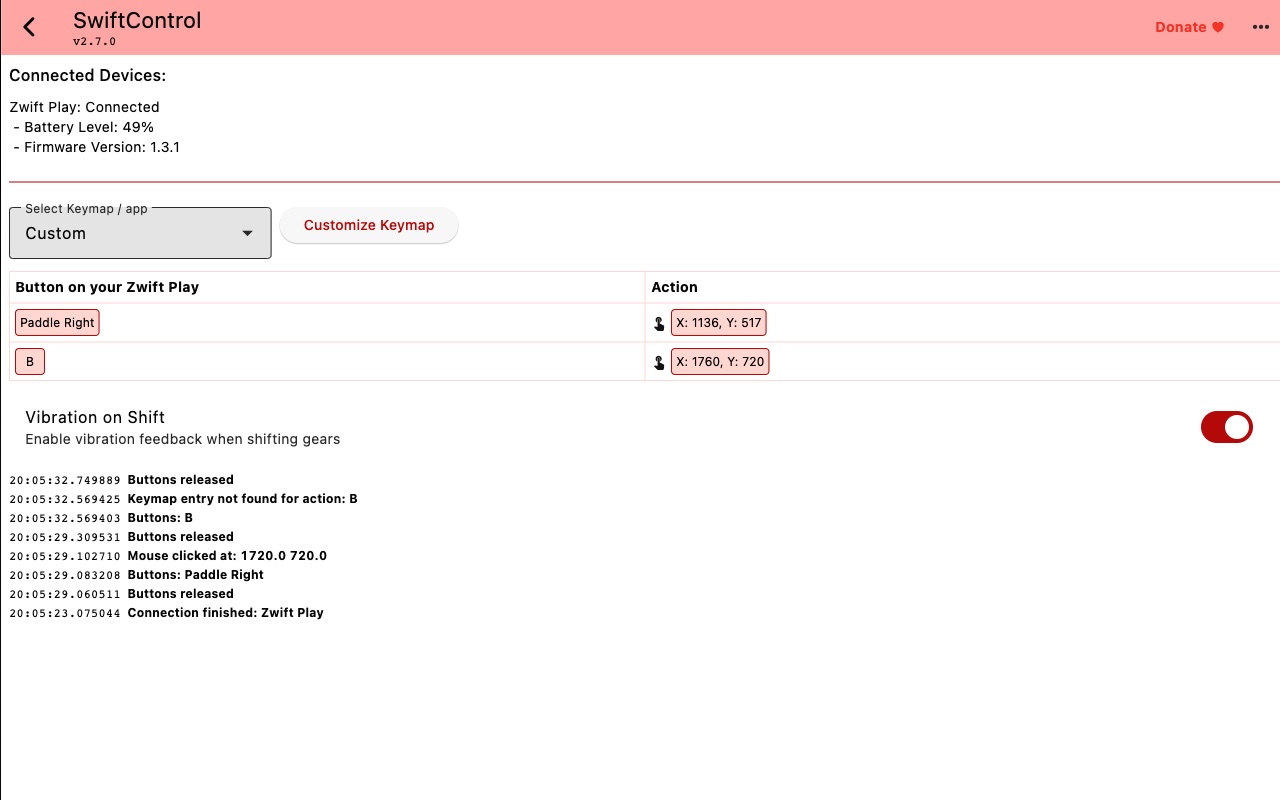 SwiftControl
v2.7.0
Donate
Connected Devices:
Zwift Play: Connected
- Battery Level: 49%
- Firmware Version: 1.3.1
Select Keymap / app
Custom
Customize Keymap
Button on your Zwift Play Action
Paddle Right X: 1136, Y: 517
B X: 1760, Y: 720
Vibration on Shift
Enable vibration feedback when shifting gears
20:05:32.749889 Buttons released
20:05:32.569425 Keymap entry not found for action: B
20:05:32.569403 Buttons: B
20:05:29.309531 Buttons released
20:05:29.102710 Mouse clicked at: 1720.0 720.0
20:05:29.083208 Buttons: Paddle Right
20:05:29.060511 Buttons released
20:05:23.075044 Connection finished: Zwift Play